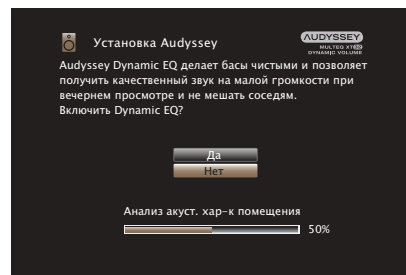 Установка Audyssey
AUDYSSEY
MULTEQ XT32
DYNAMIC VOLUME
Audyssey Dynamic EQ делает басы чистыми и позволяет
получить качественный звук на малой громкости при
вечернем просмотре и не мешать соседям.
Включить Dynamic EQ?
Да
Нет
Анализ акуст. хар-к помещения
50%